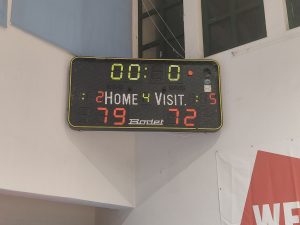 00: 0
: 2 HOME 4 VISIT. : 5
79 Bodet 72
WE